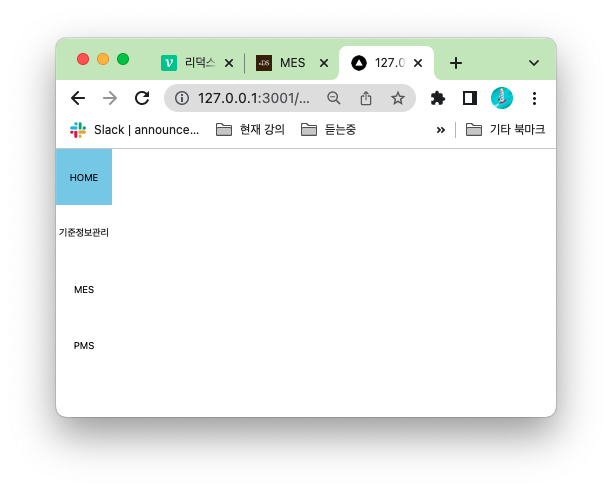 리덕스
MES
127.0
127.0.0.1:3001/...
Slack | announce...
현재 강의
듣는중
»
기타 북마크
HOME
기준정보관리
MES
PMS